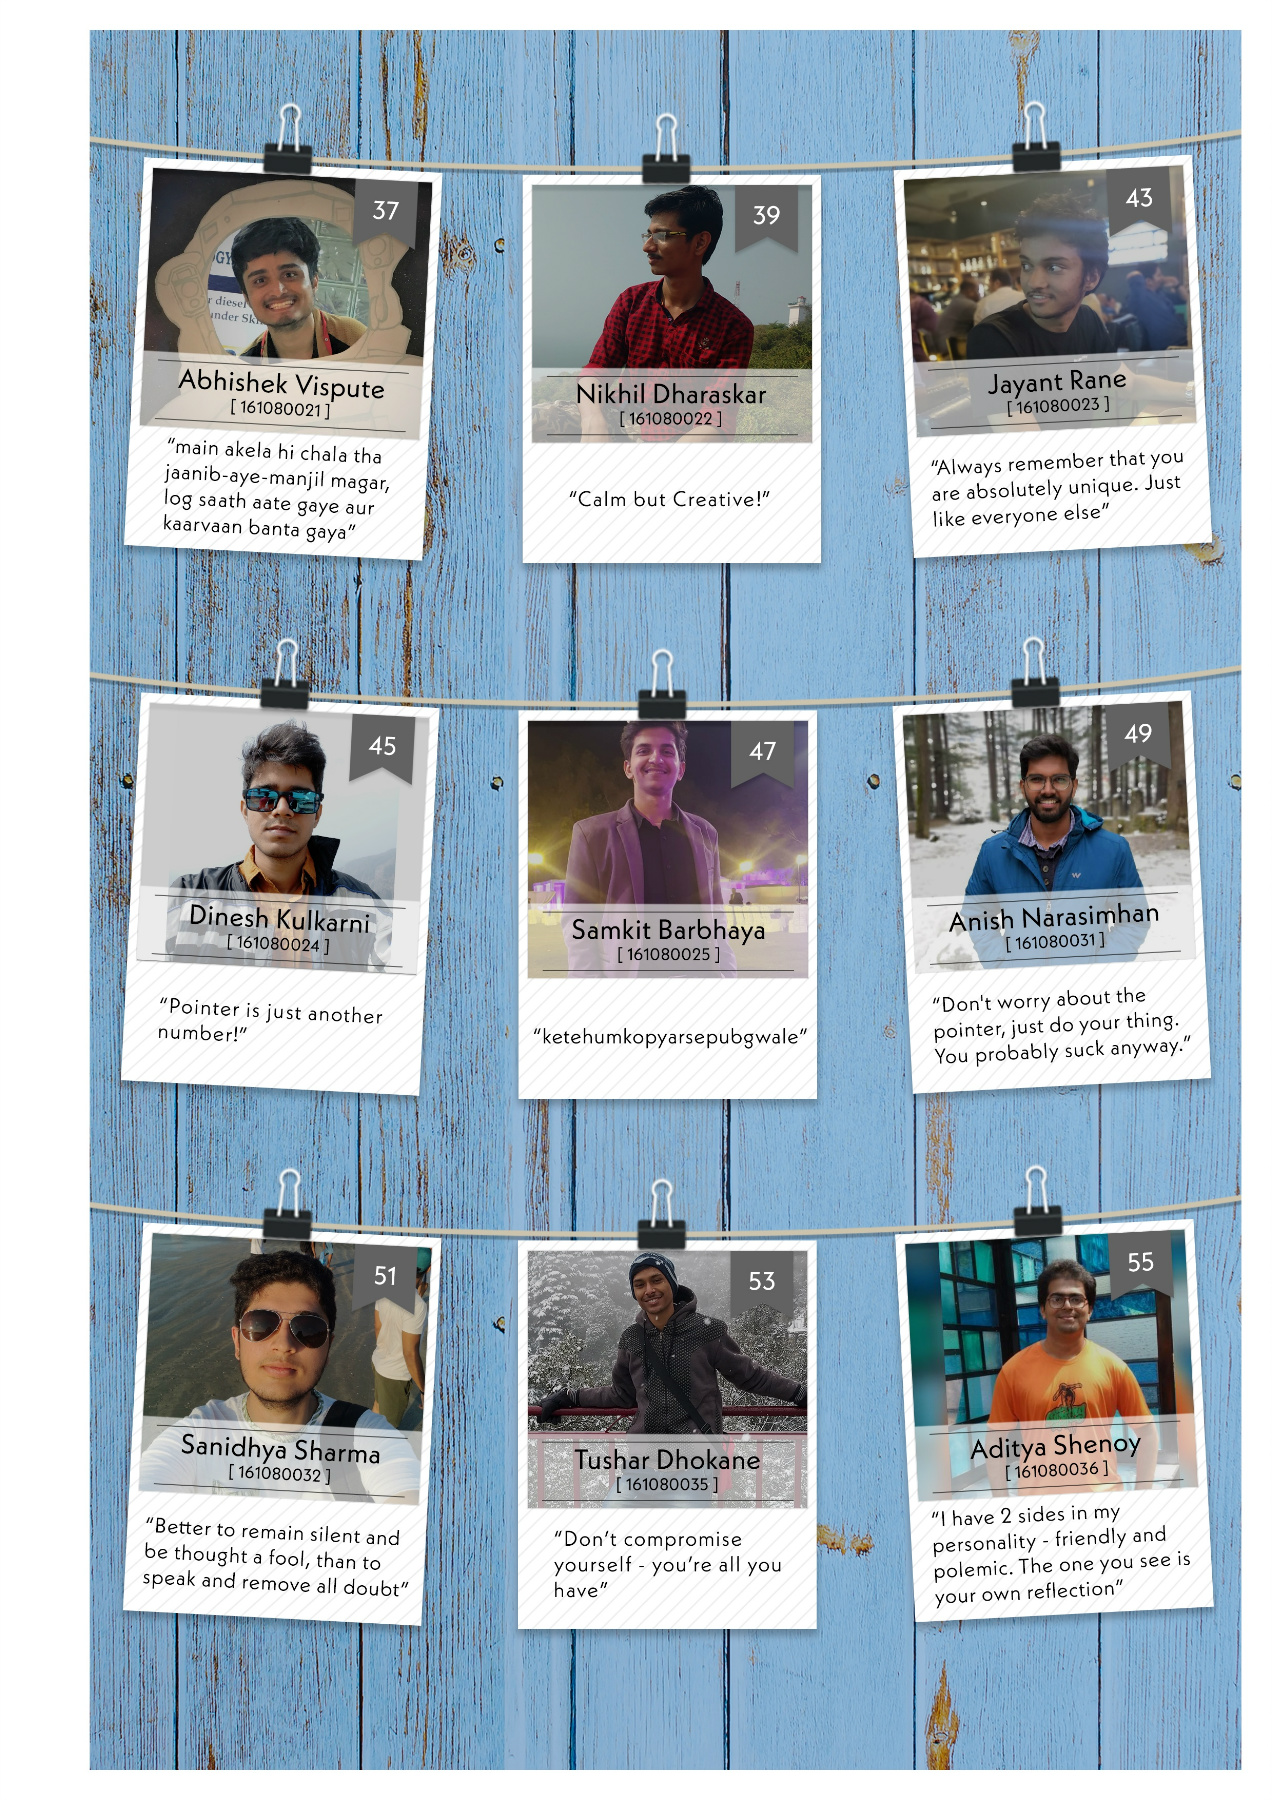 37
Abhishek Vispute
[ 161080021 ]
“main akela hi chala tha
jaanib-aye-manjil magar,
log saath aate gaye aur
kaarvaan banta gaya”
39
Nikhil Dharaskar
[ 161080022 ]
“Calm but Creative!”
43
Jayant Rane
[ 161080023 ]
“Always remember that you
are absolutely unique. Just
like everyone else”
45
Dinesh Kulkarni
[ 161080024 ]
“Pointer is just another
number!”
47
Samkit Barbhaya
[ 161080025 ]
“ketehumkopyarsepubgwale”
49
Anish Narasimhan
[ 161080031 ]
“Don't worry about the
pointer, just do your thing.
You probably suck anyway.”
51
Sanidhya Sharma
[ 161080032 ]
“Better to remain silent and
be thought a fool, than to
speak and remove all doubt”
53
Tushar Dhokane
[ 161080035 ]
“Don’t compromise
yourself - you’re all you
have”
55
Aditya Shenoy
[ 161080036 ]
“I have 2 sides in my
personality - friendly and
polemic. The one you see is
your own reflection”